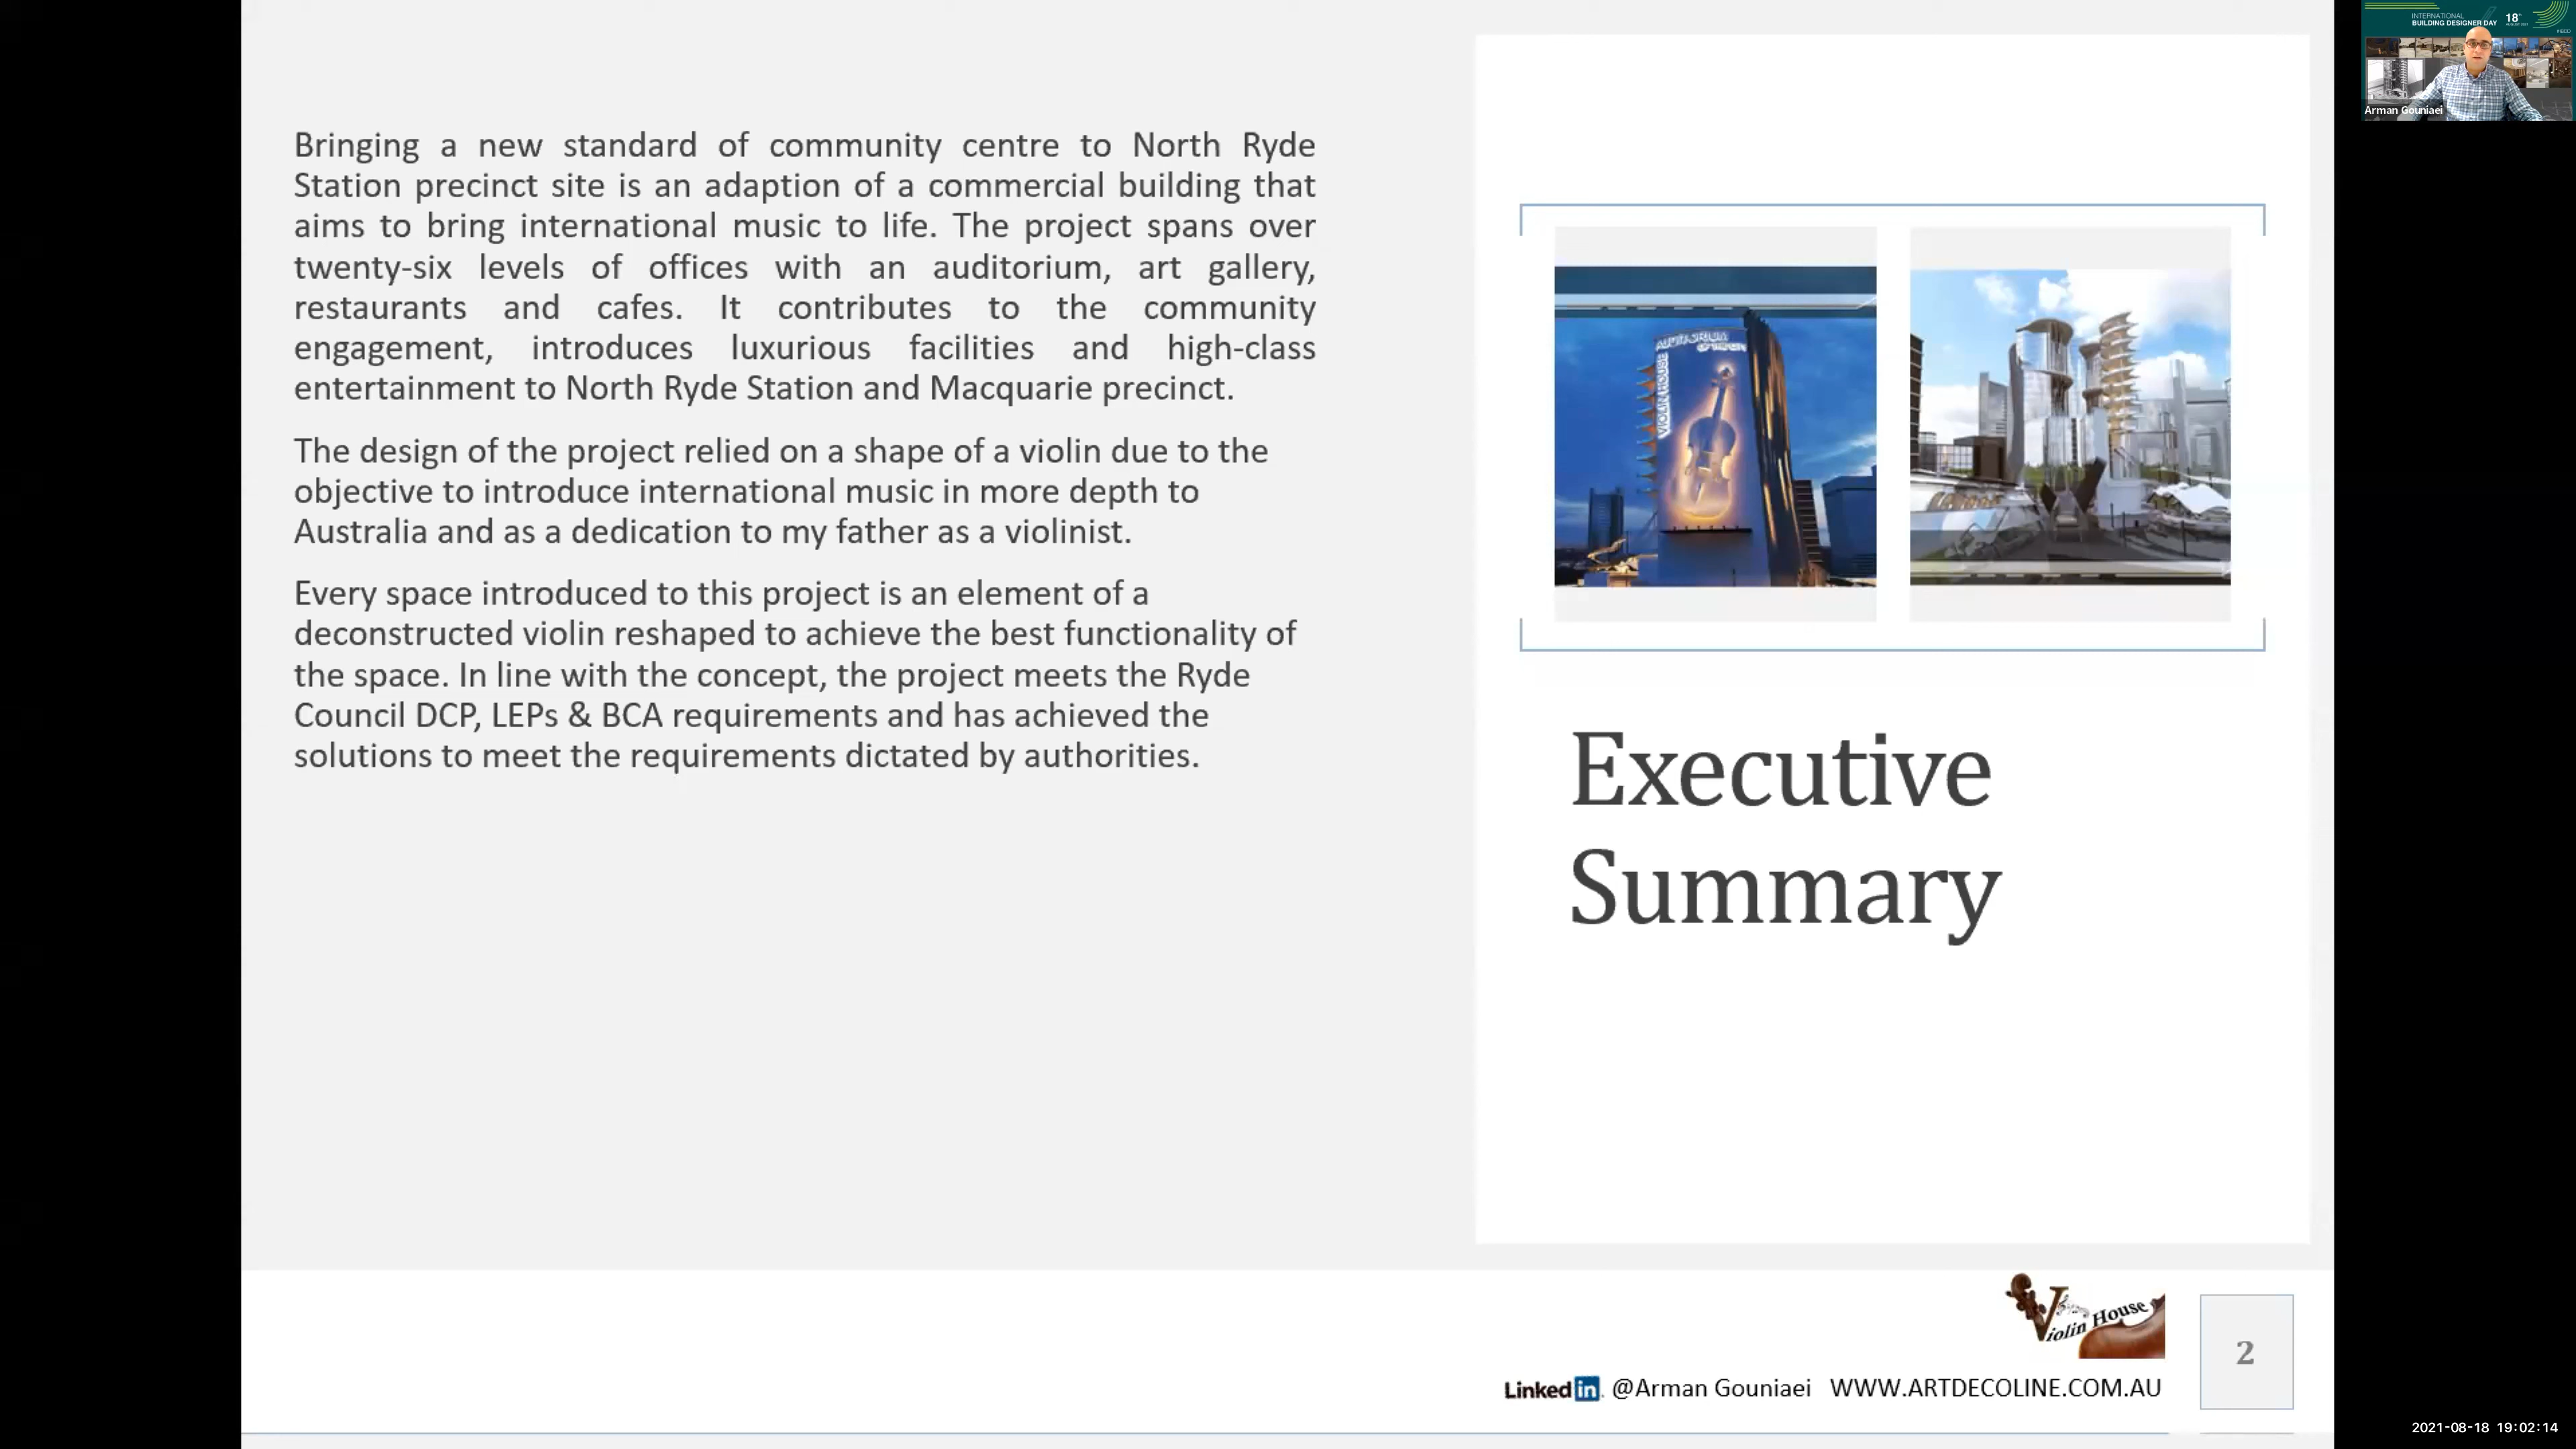 Bringing a new standard of community centre to North Ryde
Station precinct site is an adaption of a commercial building that
aims to bring international music to life. The project spans over
twenty-six levels of offices with an auditorium, art gallery,
restaurants and cafes. It contributes to the community
engagement, introduces luxurious facilities and high-class
entertainment to North Ryde Station and Macquarie precinct.
The design of the project relied on a shape of a violin due to the
objective to introduce international music in more depth to
Australia and as a dedication to my father as a violinist.
Every space introduced to this project is an element of a
deconstructed violin reshaped to achieve the best functionality of
the space. In line with the concept, the project meets the Ryde
Council DCP, LEPs & BCA requirements and has achieved the
solutions to meet the requirements dictated by authorities.
AUDITORIUM
VIOLIN HOUSE
Executive
Summary
Violin House
Linked in @Arman Gouniaei WWW.ARTDECOLINE.COM.AU
2
INTERNATIONAL
BUILDING DESIGNER DAY
18
Arman Gouniaei
2021-08-18 19:02:14